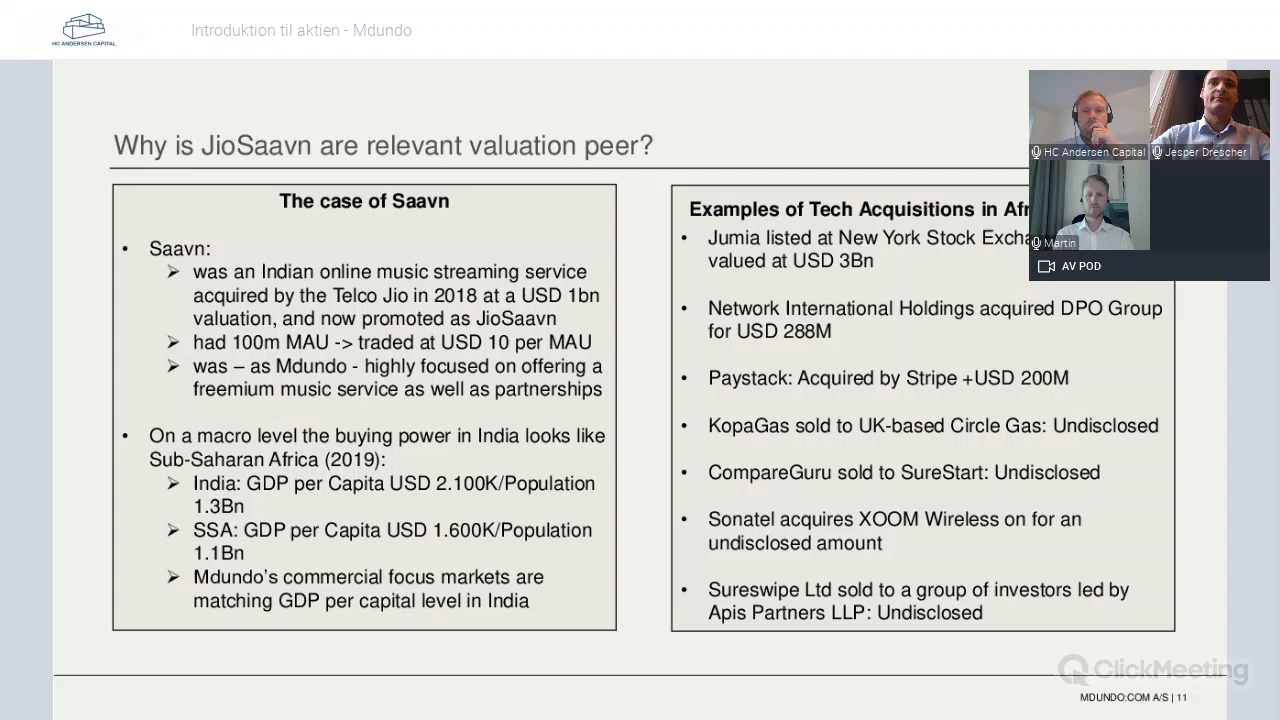 HC ANDERSEN CAPITAL
Introduktion til aktien - Mdundo
Why is JioSaavn are relevant valuation peer?
The case of Saavn
• Saavn:
➢ was an Indian online music streaming service
acquired by the Telco Jio in 2018 at a USD 1bn
valuation, and now promoted as JioSaavn
➢ had 100m MAU -> traded at USD 10 per MAU
➢ was – as Mdundo - highly focused on offering a
freemium music service as well as partnerships
• On a macro level the buying power in India looks like
Sub-Saharan Africa (2019):
➢ India: GDP per Capita USD 2.100K/Population
1.3Bn
➢ SSA: GDP per Capita USD 1.600K/Population
1.1Bn
➢ Mdundo's commercial focus markets are
matching GDP per capital level in India
Examples of Tech Acquisitions in Afr
• Jumia listed at New York Stock Excha
valued at USD 3Bn
• Network International Holdings acquired DPO Group
for USD 288M
• Paystack: Acquired by Stripe +USD 200M
• KopaGas sold to UK-based Circle Gas: Undisclosed
• CompareGuru sold to SureStart: Undisclosed
• Sonatel acquires XOOM Wireless on for an
undisclosed amount
• Sureswipe Ltd sold to a group of investors led by
Apis Partners LLP: Undisclosed
HC Andersen Capital
Jesper Drescher
Martin
AV POD
ClickMeeting
MDUNDO.COM A/S | 11